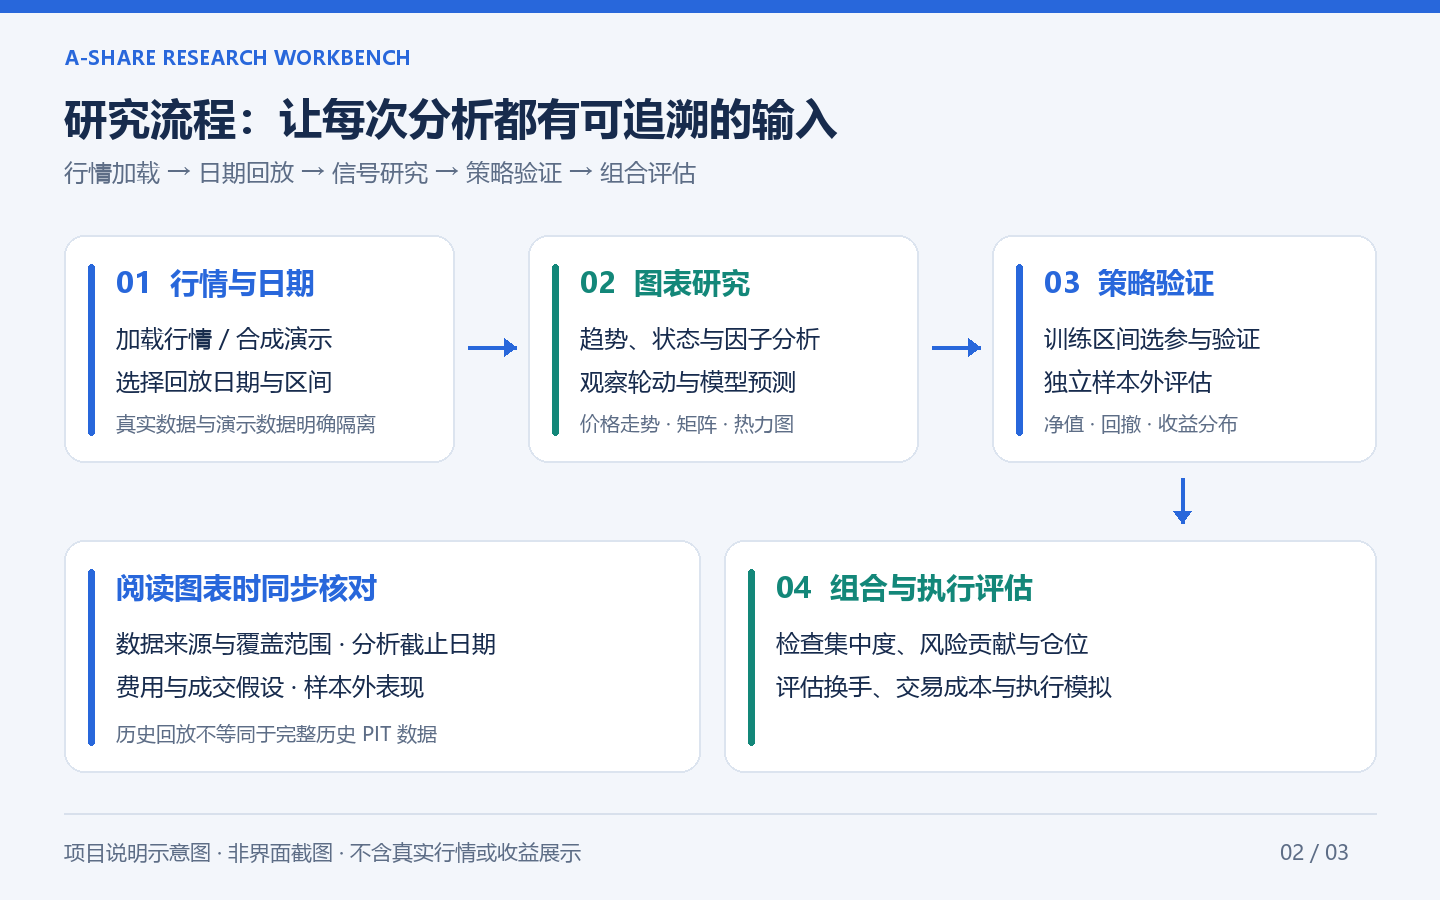 A-SHARE RESEARCH WORKBENCH
研究流程：让每次分析都有可追溯的输入
行情加载 → 日期回放 → 信号研究 → 策略验证 → 组合评估
01 行情与日期
加载行情 / 合成演示
选择回放日期与区间
真实数据与演示数据明确隔离
02 图表研究
趋势、状态与因子分析
观察轮动与模型预测
价格走势 · 矩阵 · 热力图
03 策略验证
训练区间选参与验证
独立样本外评估
净值 · 回撤 · 收益分布
阅读图表时同步核对
数据来源与覆盖范围 · 分析截止日期
费用与成交假设 · 样本外表现
历史回放不等同于完整历史 PIT 数据
04 组合与执行评估
检查集中度、风险贡献与仓位
评估换手、交易成本与执行模拟
项目说明示意图 · 非界面截图 · 不含真实行情或收益展示
02 / 03